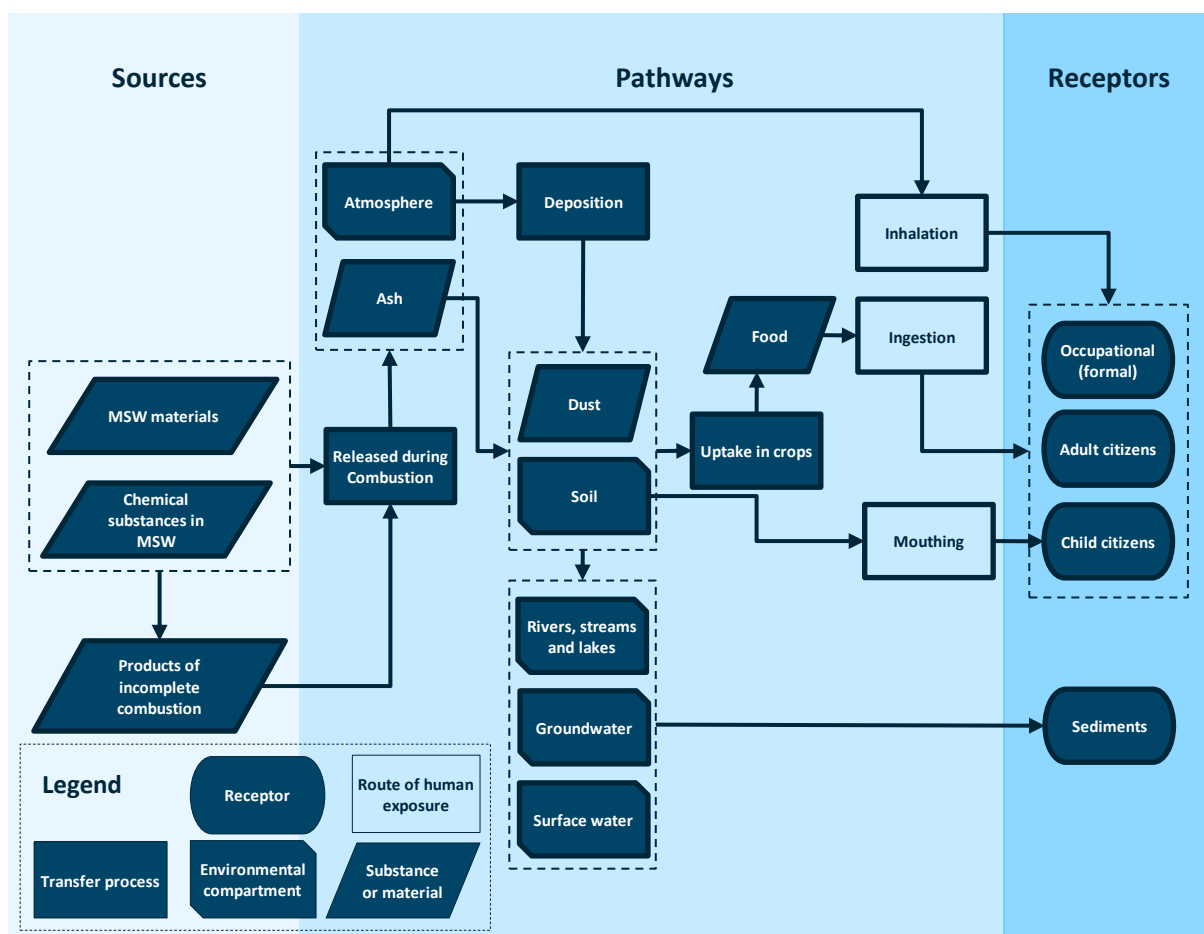 Sources
Pathways
Receptors
Atmosphere
Deposition
Inhalation
Ash
Food
Ingestion
Occupational
(formal)
MSW materials
Dust
Released during
Combustion
Uptake in crops
Adult citizens
Chemical
substances in
MSW
Soil
Mouthing
Child citizens
Products of
incomplete
combustion
Rivers, streams
and lakes
Groundwater
Sediments
Surface water
Legend
Receptor
Route of human
exposure
Transfer process
Environmental
compartment
Substance
or material